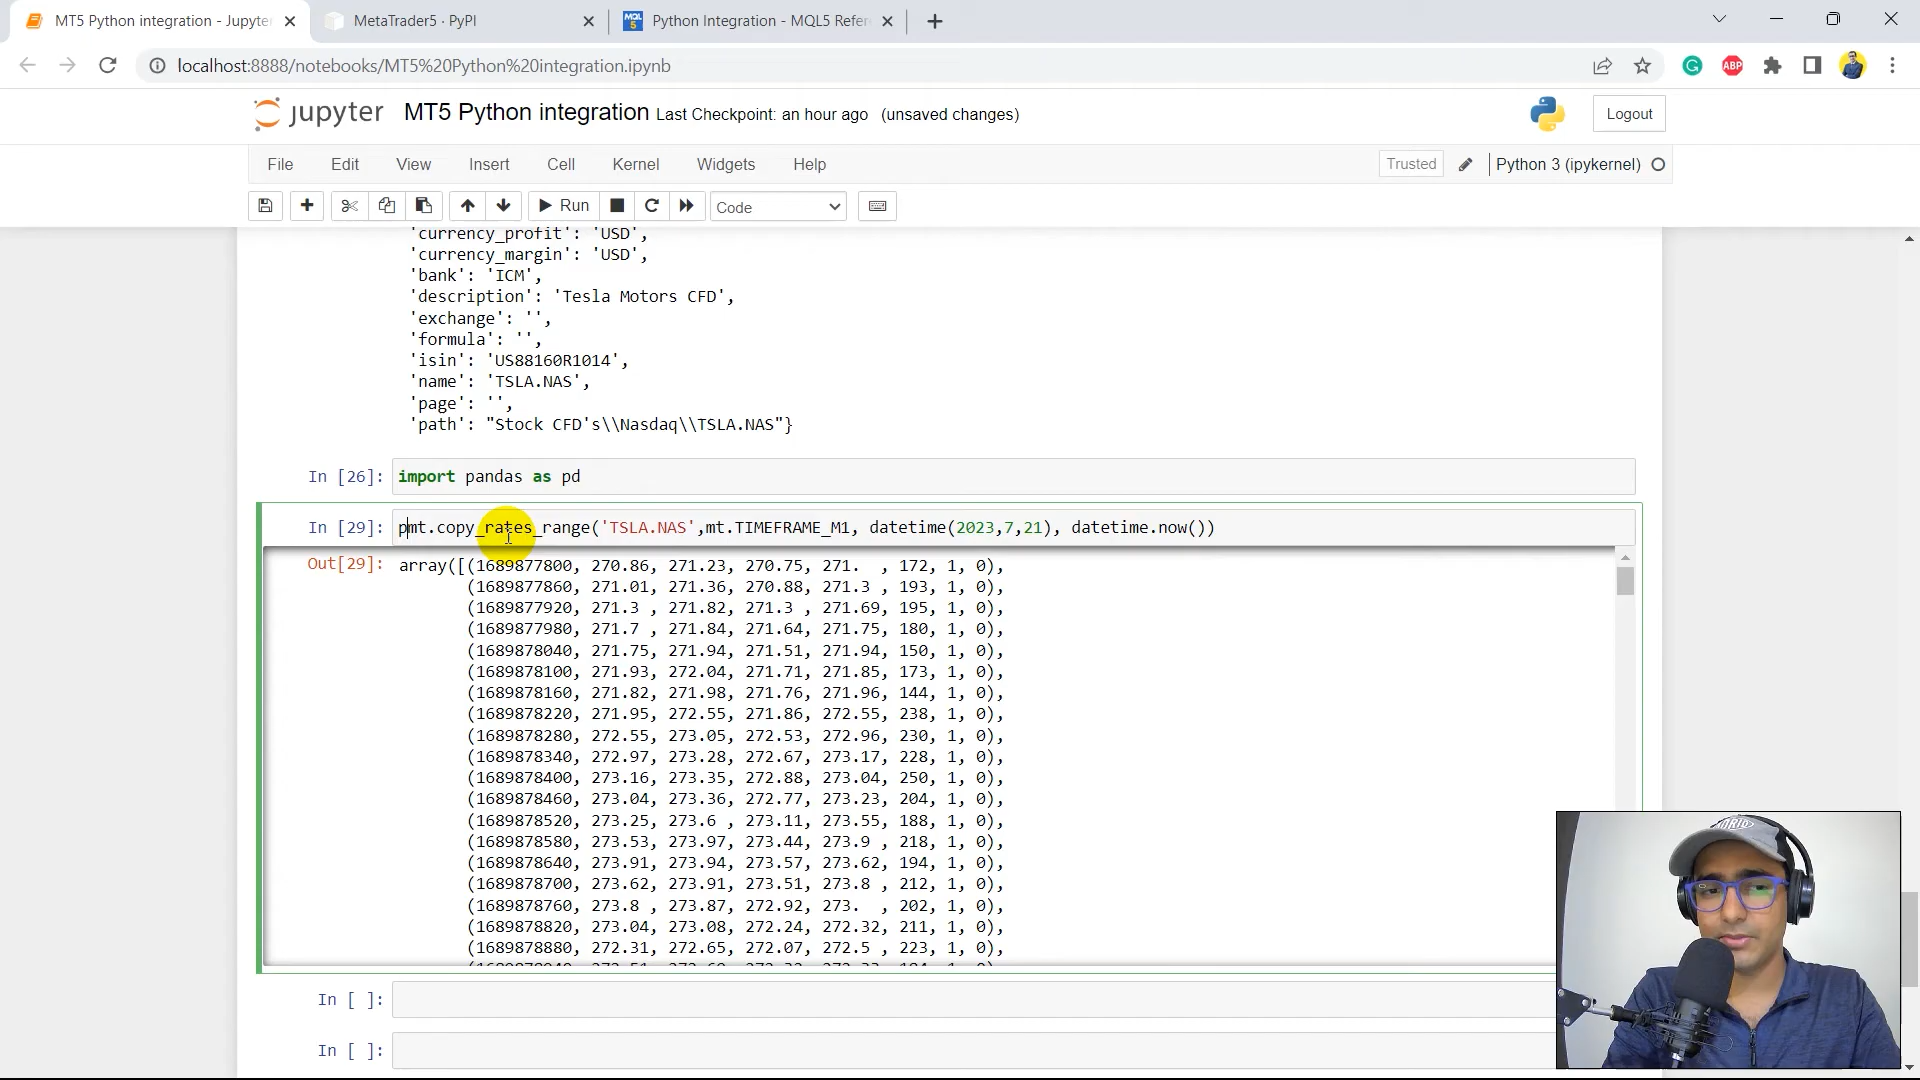 MT5 Python integration - Jupyte
MetaTrader5 · PyPI
Python Integration - MQL5 Refer
localhost:8888/notebooks/MT5%20Python%20integration.ipynb
ABP
jupyter MT5 Python integration Last Checkpoint: an hour ago (unsaved changes)
Logout
File Edit View Insert Cell Kernel Widgets Help
Trusted
Python 3 (ipykernel)
Run
Code
'currency_profit': 'USD',
'currency_margin': 'USD',
'bank': 'ICM',
'description': 'Tesla Motors CFD',
'exchange': '',
'formula': '',
'isin': 'US88160R1014',
'name': 'TSLA.NAS',
'page': '',
'path': "Stock CFD's\\Nasdaq\\TSLA.NAS"}
In [26]: import pandas as pd
In [29]: pmt.copy_rates_range('TSLA.NAS',mt.TIMEFRAME_M1, datetime(2023,7,21), datetime.now())
Out[29]: array([(1689877800, 270.86, 271.23, 270.75, 271.  , 172, 1, 0),
(1689877860, 271.01, 271.36, 270.88, 271.3 , 193, 1, 0),
(1689877920, 271.3 , 271.82, 271.3 , 271.69, 195, 1, 0),
(1689877980, 271.7 , 271.84, 271.64, 271.75, 180, 1, 0),
(1689878040, 271.75, 271.94, 271.51, 271.94, 150, 1, 0),
(1689878100, 271.93, 272.04, 271.71, 271.85, 173, 1, 0),
(1689878160, 271.82, 271.98, 271.76, 271.96, 144, 1, 0),
(1689878220, 271.95, 272.55, 271.86, 272.55, 238, 1, 0),
(1689878280, 272.55, 273.05, 272.53, 272.96, 230, 1, 0),
(1689878340, 272.97, 273.28, 272.67, 273.17, 228, 1, 0),
(1689878400, 273.16, 273.35, 272.88, 273.04, 250, 1, 0),
(1689878460, 273.04, 273.36, 272.77, 273.23, 204, 1, 0),
(1689878520, 273.25, 273.6 , 273.11, 273.55, 188, 1, 0),
(1689878580, 273.53, 273.97, 273.44, 273.9 , 218, 1, 0),
(1689878640, 273.91, 273.94, 273.57, 273.62, 194, 1, 0),
(1689878700, 273.62, 273.91, 273.51, 273.8 , 212, 1, 0),
(1689878760, 273.8 , 273.87, 272.92, 273.  , 202, 1, 0),
(1689878820, 273.04, 273.08, 272.24, 272.32, 211, 1, 0),
(1689878880, 272.31, 272.65, 272.07, 272.5 , 223, 1, 0),
In [ ]:
In [ ]: